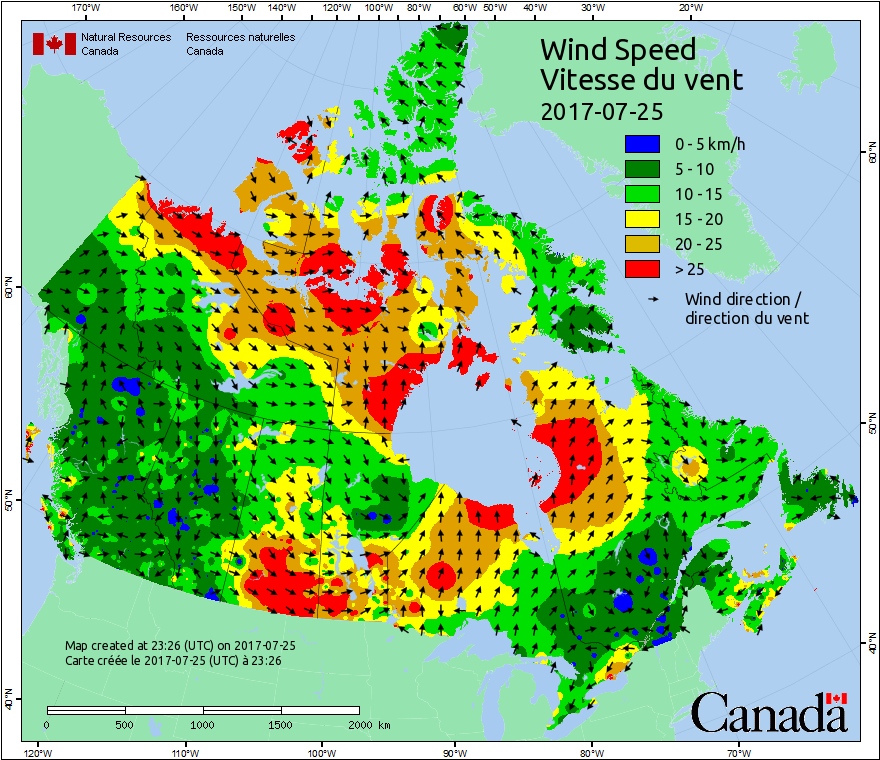 170°W 160°W 150°W 140°W 120°W 100°W 80°W 60°W 50°W 40°W 30°W 20°W
Natural Resources Ressources naturelles
Canada Canada
Wind Speed
Vitesse du vent
2017-07-25
0 - 5 km/h
5 - 10
10 - 15
15 - 20
20 - 25
> 25
Wind direction /
direction du vent
60°N
60°N
50°N
50°N
40°N
40°N
Map created at 23:26 (UTC) on 2017-07-25
Carte créée le 2017-07-25 (UTC) à 23:26
0 500 1000 1500 2000 km
Canada
120°W 110°W 100°W 90°W 80°W 70°W